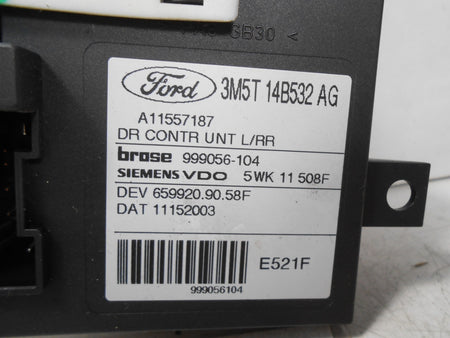 GB30 <
Ford 3M5T 14B532 AG
A11557187
DR CONTR UNT L/RR
brose 999056-104
SIEMENS VDO 5WK 11 508F
DEV 659920.90.58F
DAT 11152003
E521F
999056104